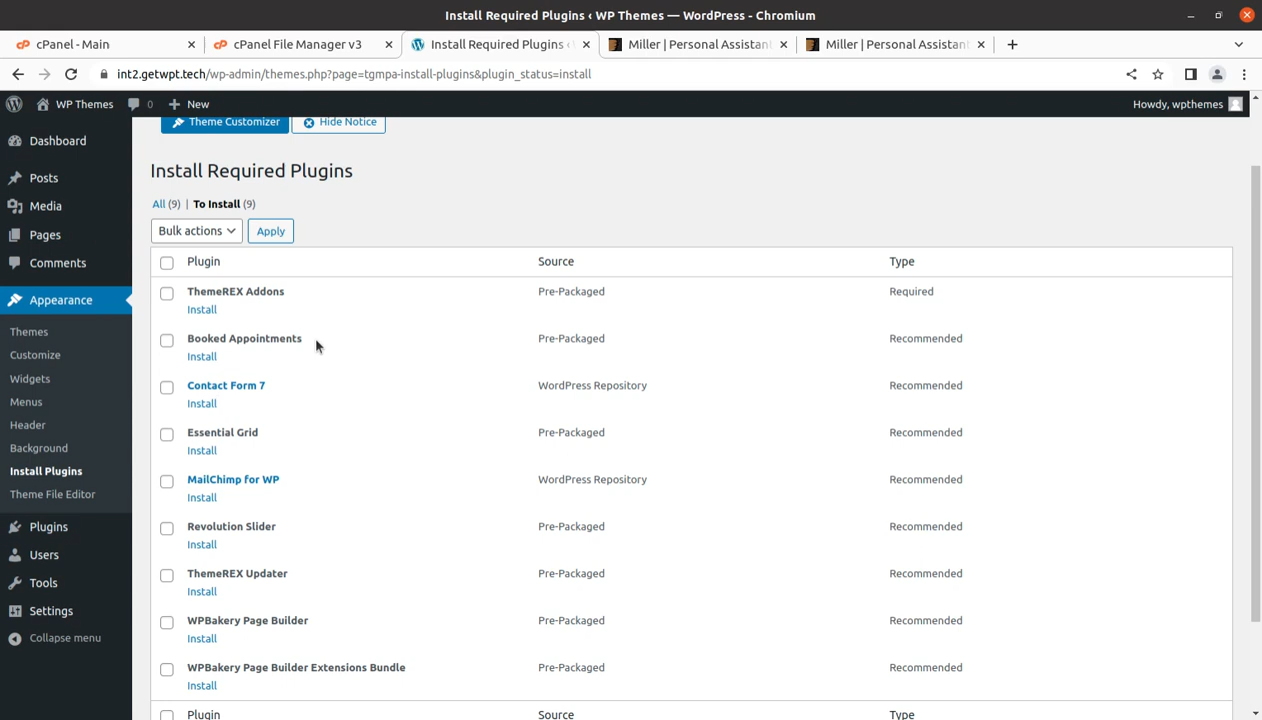 Install Required Plugins ‹ WP Themes — WordPress - Chromium
cPanel - Main
cPanel File Manager v3
Install Required Plugins ‹
Miller | Personal Assistant
Miller | Personal Assistant
int2.getwpt.tech/wp-admin/themes.php?page=tgmpa-install-plugins&plugin_status=install
WP Themes 0 New
Howdy, wpthemes
Dashboard
Posts
Media
Pages
Comments
Appearance
Themes
Customize
Widgets
Menus
Header
Background
Install Plugins
Theme File Editor
Plugins
Users
Tools
Settings
Collapse menu
Theme Customizer Hide Notice
Install Required Plugins
All (9) | To Install (9)
Bulk actions Apply
Plugin Source Type
ThemeREX Addons Pre-Packaged Required
Install
Booked Appointments Pre-Packaged Recommended
Install
Contact Form 7 WordPress Repository Recommended
Install
Essential Grid Pre-Packaged Recommended
Install
MailChimp for WP WordPress Repository Recommended
Install
Revolution Slider Pre-Packaged Recommended
Install
ThemeREX Updater Pre-Packaged Recommended
Install
WPBakery Page Builder Pre-Packaged Recommended
Install
WPBakery Page Builder Extensions Bundle Pre-Packaged Recommended
Install
Plugin Source Type